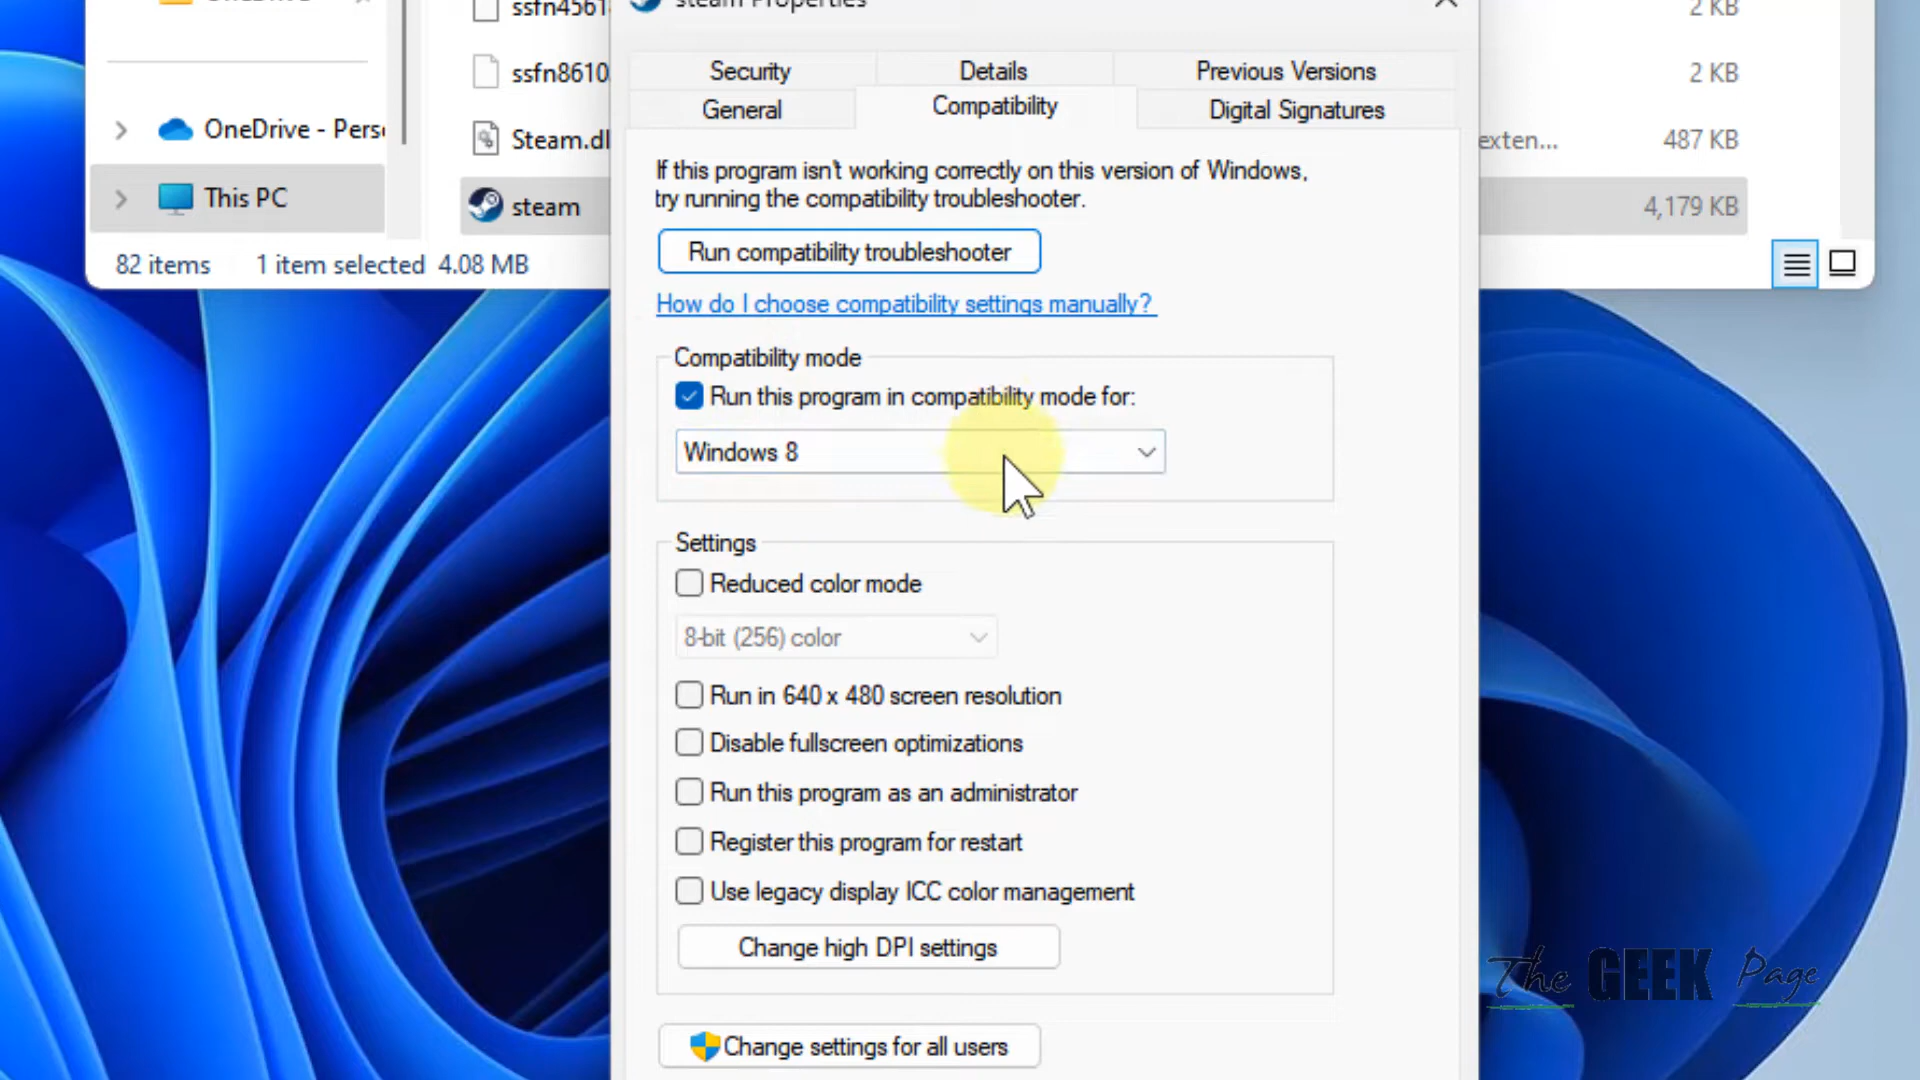 steam Properties
ssfn4561
2 KB
ssfn8610
2 KB
OneDrive - Pers
Steam.dl
exten...
487 KB
This PC
steam
4,179 KB
82 items
1 item selected 4.08 MB
Security
Details
Previous Versions
General
Compatibility
Digital Signatures
If this program isn't working correctly on this version of Windows,
try running the compatibility troubleshooter.
Run compatibility troubleshooter
How do I choose compatibility settings manually?
Compatibility mode
Run this program in compatibility mode for:
Windows 8
Settings
Reduced color mode
8-bit (256) color
Run in 640 x 480 screen resolution
Disable fullscreen optimizations
Run this program as an administrator
Register this program for restart
Use legacy display ICC color management
Change high DPI settings
Change settings for all users
The GEEK Page